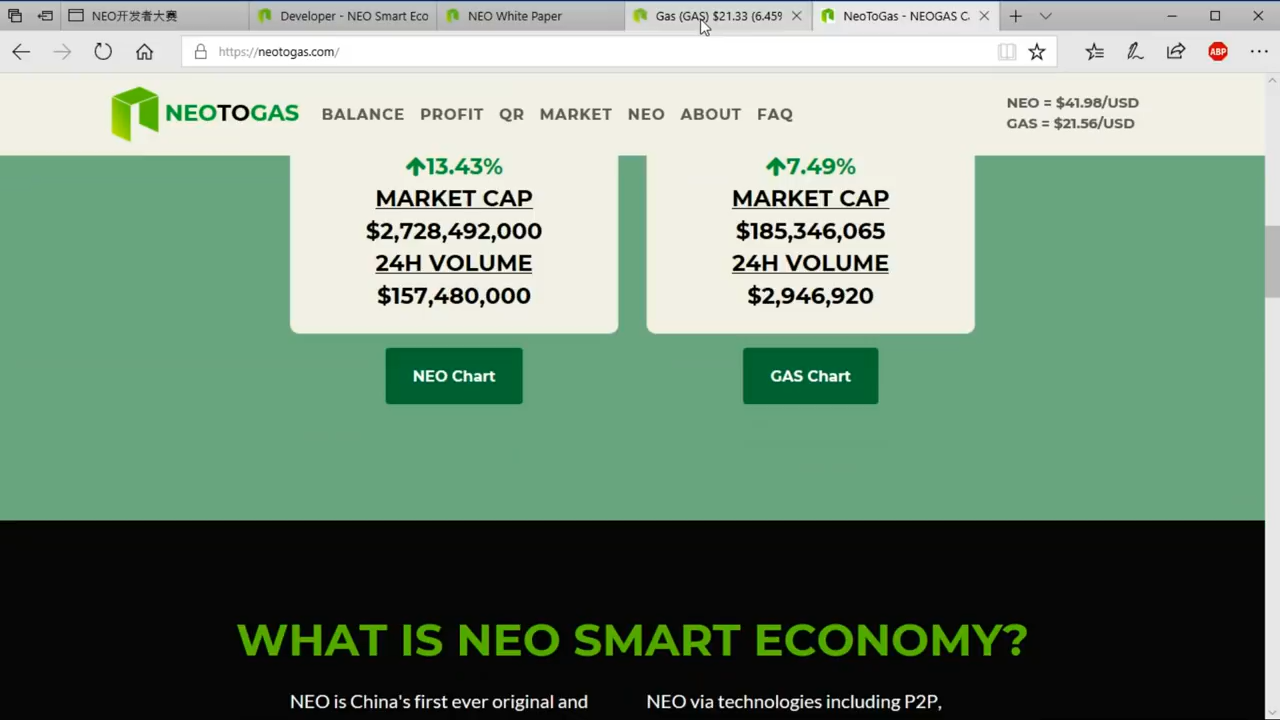 NEO开发者大赛
Developer - NEO Smart Eco
NEO White Paper
Gas (GAS) $21.33 (6.45%
NeoToGas - NEOGAS C
https://neotogas.com/
ABP
NEOTOGAS
BALANCE PROFIT QR MARKET NEO ABOUT FAQ
NEO = $41.98/USD
GAS = $21.56/USD
13.43%
MARKET CAP
$2,728,492,000
24H VOLUME
$157,480,000
NEO Chart
7.49%
MARKET CAP
$185,346,065
24H VOLUME
$2,946,920
GAS Chart
WHAT IS NEO SMART ECONOMY?
NEO is China's first ever original and
NEO via technologies including P2P,